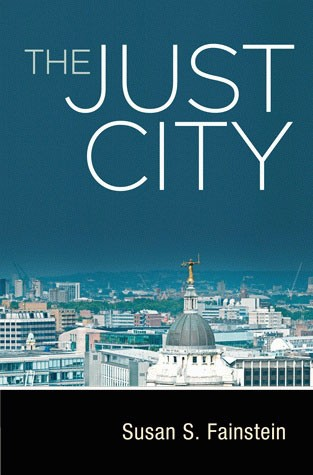 THE JUST
CITY
Susan S. Fainstein